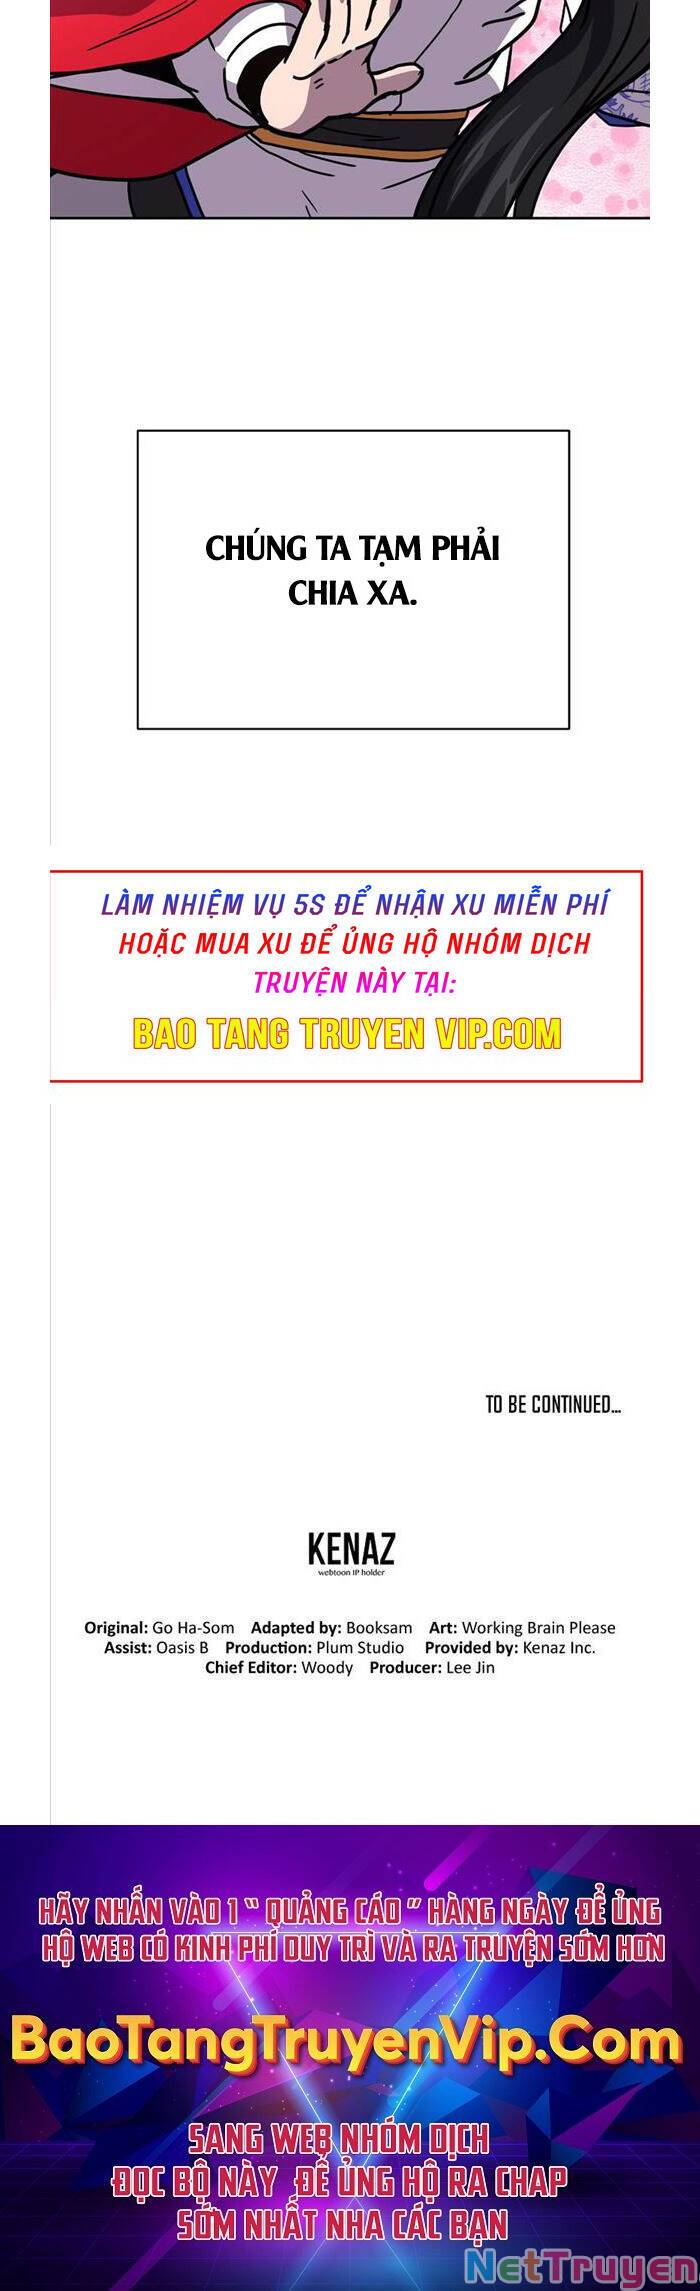 CHÚNG TA TẠM PHẢI
CHIA XA.
LÀM NHIỆM VỤ 5S ĐỂ NHẬN XU MIỄN PHÍ
HOẶC MUA XU ĐỂ ỦNG HỘ NHÓM DỊCH
TRUYỆN NÀY TẠI:
BAO TANG TRUYEN VIP.COM
TO BE CONTINUED...
KENAZ
webtoon IP holder
Original: Go Ha-Som Adapted by: Booksam Art: Working Brain Please
Assist: Oasis B Production: Plum Studio Provided by: Kenaz Inc.
Chief Editor: Woody Producer: Lee Jin
HÃY NHẤN VÀO 1 “ QUẢNG CÁO ” HÀNG NGÀY ĐỂ ỦNG
HỘ WEB CÓ KINH PHÍ DUY TRÌ VÀ RA TRUYỆN SỚM HƠN
BaoTangTruyenVip.Com
SANG WEB NHÓM DỊCH
ĐỌC BỘ NÀY ĐỂ ỦNG HỘ RA CHAP
SỚM NHẤT NHA CÁC BẠN
NetTruyen